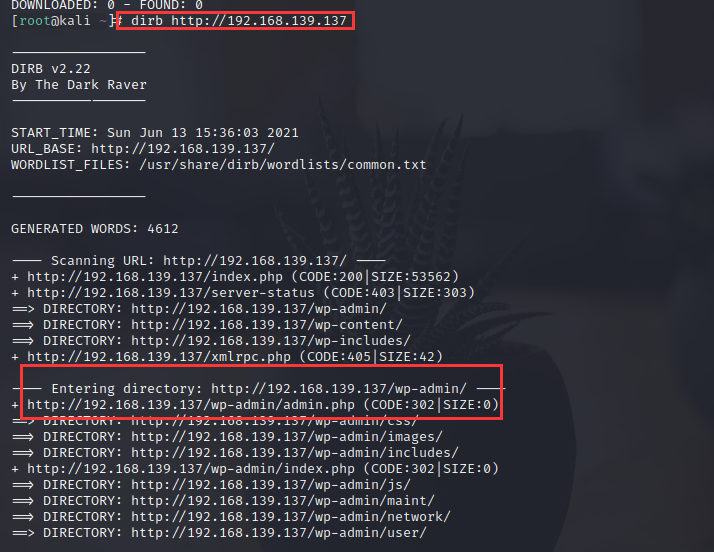 DOWNLOADED: 0 - FOUND: 0
[root@kali ~]# dirb http://192.168.139.137
-----------------
DIRB v2.22
By The Dark Raver
-----------------
START_TIME: Sun Jun 13 15:36:03 2021
URL_BASE: http://192.168.139.137/
WORDLIST_FILES: /usr/share/dirb/wordlists/common.txt
-----------------
GENERATED WORDS: 4612
---- Scanning URL: http://192.168.139.137/ ----
+ http://192.168.139.137/index.php (CODE:200|SIZE:53562)
+ http://192.168.139.137/server-status (CODE:403|SIZE:303)
==> DIRECTORY: http://192.168.139.137/wp-admin/
==> DIRECTORY: http://192.168.139.137/wp-content/
==> DIRECTORY: http://192.168.139.137/wp-includes/
+ http://192.168.139.137/xmlrpc.php (CODE:405|SIZE:42)
---- Entering directory: http://192.168.139.137/wp-admin/ ----
+ http://192.168.139.137/wp-admin/admin.php (CODE:302|SIZE:0)
==> DIRECTORY: http://192.168.139.137/wp-admin/css/
==> DIRECTORY: http://192.168.139.137/wp-admin/images/
==> DIRECTORY: http://192.168.139.137/wp-admin/includes/
+ http://192.168.139.137/wp-admin/index.php (CODE:302|SIZE:0)
==> DIRECTORY: http://192.168.139.137/wp-admin/js/
==> DIRECTORY: http://192.168.139.137/wp-admin/maint/
==> DIRECTORY: http://192.168.139.137/wp-admin/network/
==> DIRECTORY: http://192.168.139.137/wp-admin/user/